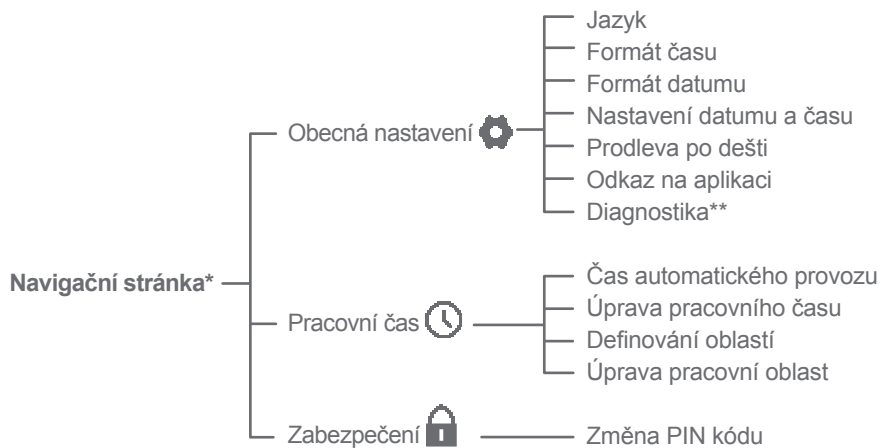 Navigační stránka*
Obecná nastavení
Jazyk
Formát času
Formát datumu
Nastavení datumu a času
Prodleva po dešti
Odkaz na aplikaci
Diagnostika**
Pracovní čas
Čas automatického provozu
Úprava pracovního času
Definování oblastí
Úprava pracovní oblast
Zabezpečení
Změna PIN kódu